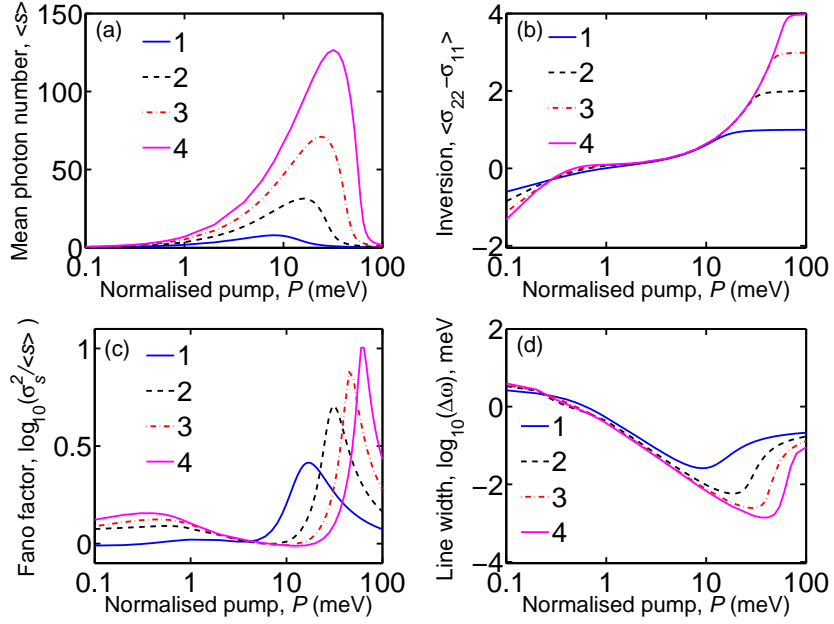 (a)
Mean photon number, <s>
150
100
50
0
1
2
3
4
0.1 1 10 100
Normalised pump, P (meV)
(b)
Inversion, <σ22−σ11>
4
2
0
−2
1
2
3
4
0.1 1 10 100
Normalised pump, P (meV)
(c)
Fano factor, log10(σs2/<s>)
1
0.5
0
1
2
3
4
0.1 1 10 100
Normalised pump, P (meV)
(d)
Line width, log10(Δω), meV
4
2
0
−2
−4
1
2
3
4
0.1 1 10 100
Normalised pump, P (meV)